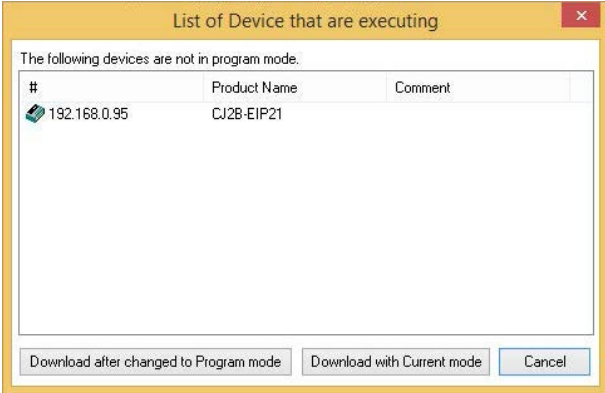 List of Device that are executing
The following devices are not in program mode.
# Product Name Comment
192.168.0.95 CJ2B-EIP21
Download after changed to Program mode Download with Current mode Cancel